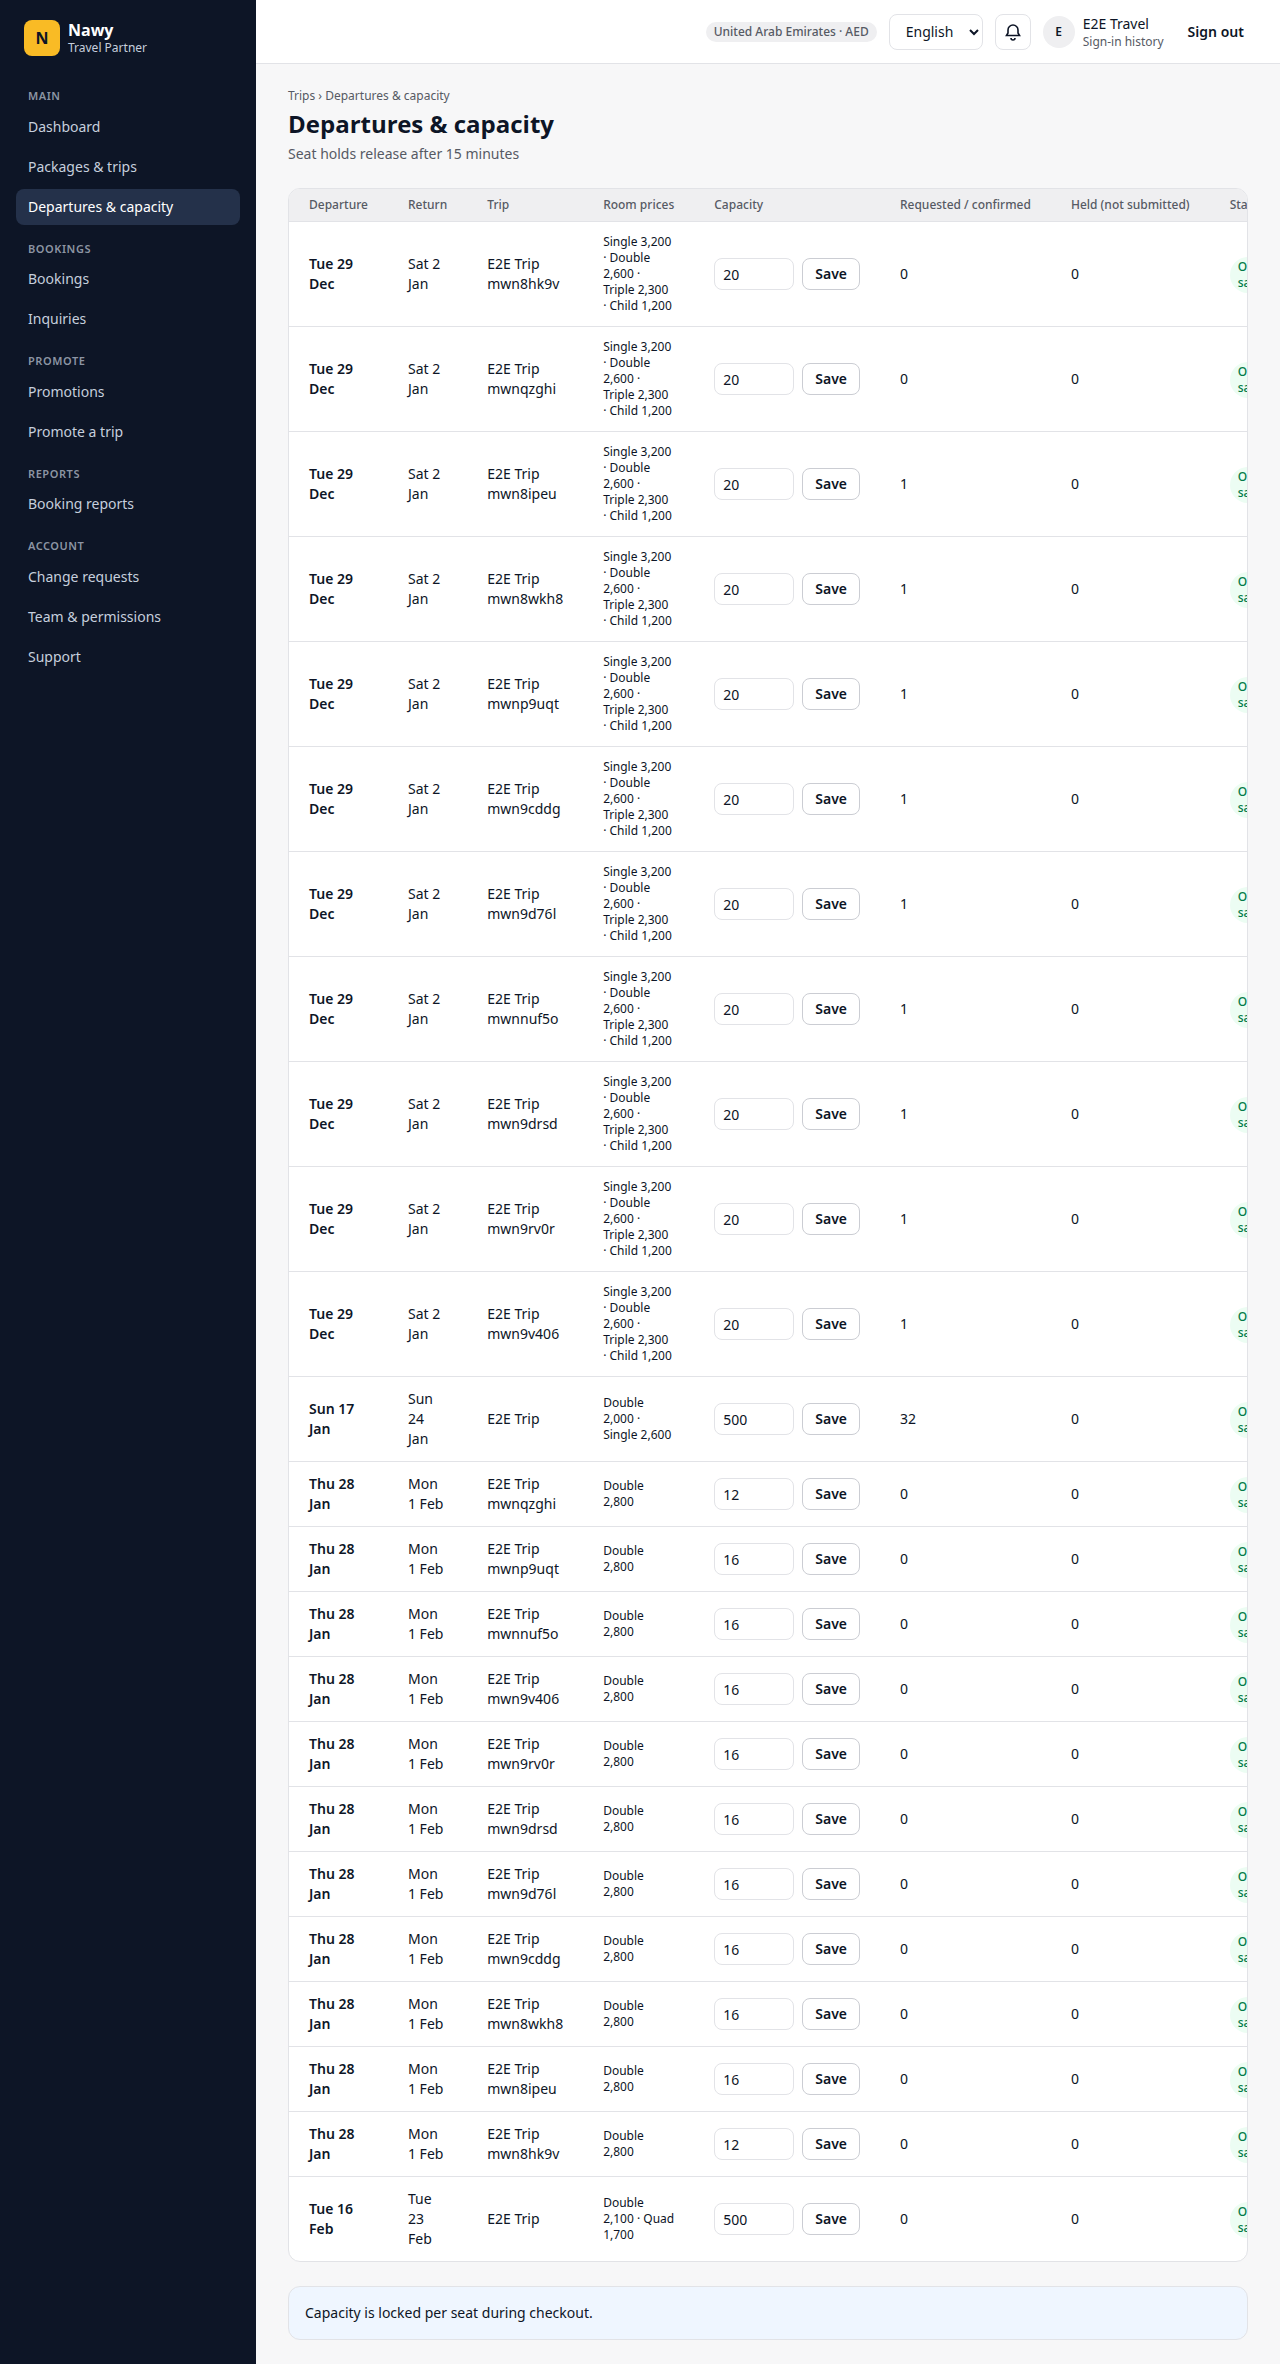 N
Nawy
Travel Partner
MAIN
Dashboard
Packages & trips
Departures & capacity
BOOKINGS
Bookings
Inquiries
PROMOTE
Promotions
Promote a trip
REPORTS
Booking reports
ACCOUNT
Change requests
Team & permissions
Support
United Arab Emirates · AED
English
E
E2E Travel
Sign-in history
Sign out
Trips › Departures & capacity
Departures & capacity
Seat holds release after 15 minutes
Departure Return Trip Room prices Capacity Requested / confirmed Held (not submitted)
Tue 29 Dec Sat 2 Jan E2E Trip mwn8hk9v Single 3,200 · Double 2,600 · Triple 2,300 · Child 1,200 20 Save 0 0
Tue 29 Dec Sat 2 Jan E2E Trip mwnqzghi Single 3,200 · Double 2,600 · Triple 2,300 · Child 1,200 20 Save 0 0
Tue 29 Dec Sat 2 Jan E2E Trip mwn8ipeu Single 3,200 · Double 2,600 · Triple 2,300 · Child 1,200 20 Save 1 0
Tue 29 Dec Sat 2 Jan E2E Trip mwn8wkh8 Single 3,200 · Double 2,600 · Triple 2,300 · Child 1,200 20 Save 1 0
Tue 29 Dec Sat 2 Jan E2E Trip mwnp9uqt Single 3,200 · Double 2,600 · Triple 2,300 · Child 1,200 20 Save 1 0
Tue 29 Dec Sat 2 Jan E2E Trip mwn9cddg Single 3,200 · Double 2,600 · Triple 2,300 · Child 1,200 20 Save 1 0
Tue 29 Dec Sat 2 Jan E2E Trip mwn9d76l Single 3,200 · Double 2,600 · Triple 2,300 · Child 1,200 20 Save 1 0
Tue 29 Dec Sat 2 Jan E2E Trip mwnnuf5o Single 3,200 · Double 2,600 · Triple 2,300 · Child 1,200 20 Save 1 0
Tue 29 Dec Sat 2 Jan E2E Trip mwn9drsd Single 3,200 · Double 2,600 · Triple 2,300 · Child 1,200 20 Save 1 0
Tue 29 Dec Sat 2 Jan E2E Trip mwn9rv0r Single 3,200 · Double 2,600 · Triple 2,300 · Child 1,200 20 Save 1 0
Tue 29 Dec Sat 2 Jan E2E Trip mwn9v406 Single 3,200 · Double 2,600 · Triple 2,300 · Child 1,200 20 Save 1 0
Sun 17 Jan Sun 24 Jan E2E Trip Double 2,000 · Single 2,600 500 Save 32 0
Thu 28 Jan Mon 1 Feb E2E Trip mwnqzghi Double 2,800 12 Save 0 0
Thu 28 Jan Mon 1 Feb E2E Trip mwnp9uqt Double 2,800 16 Save 0 0
Thu 28 Jan Mon 1 Feb E2E Trip mwnnuf5o Double 2,800 16 Save 0 0
Thu 28 Jan Mon 1 Feb E2E Trip mwn9v406 Double 2,800 16 Save 0 0
Thu 28 Jan Mon 1 Feb E2E Trip mwn9rv0r Double 2,800 16 Save 0 0
Thu 28 Jan Mon 1 Feb E2E Trip mwn9drsd Double 2,800 16 Save 0 0
Thu 28 Jan Mon 1 Feb E2E Trip mwn9d76l Double 2,800 16 Save 0 0
Thu 28 Jan Mon 1 Feb E2E Trip mwn9cddg Double 2,800 16 Save 0 0
Thu 28 Jan Mon 1 Feb E2E Trip mwn8wkh8 Double 2,800 16 Save 0 0
Thu 28 Jan Mon 1 Feb E2E Trip mwn8ipeu Double 2,800 16 Save 0 0
Thu 28 Jan Mon 1 Feb E2E Trip mwn8hk9v Double 2,800 12 Save 0 0
Tue 16 Feb Tue 23 Feb E2E Trip Double 2,100 · Quad 1,700 500 Save 0 0
Capacity is locked per seat during checkout.